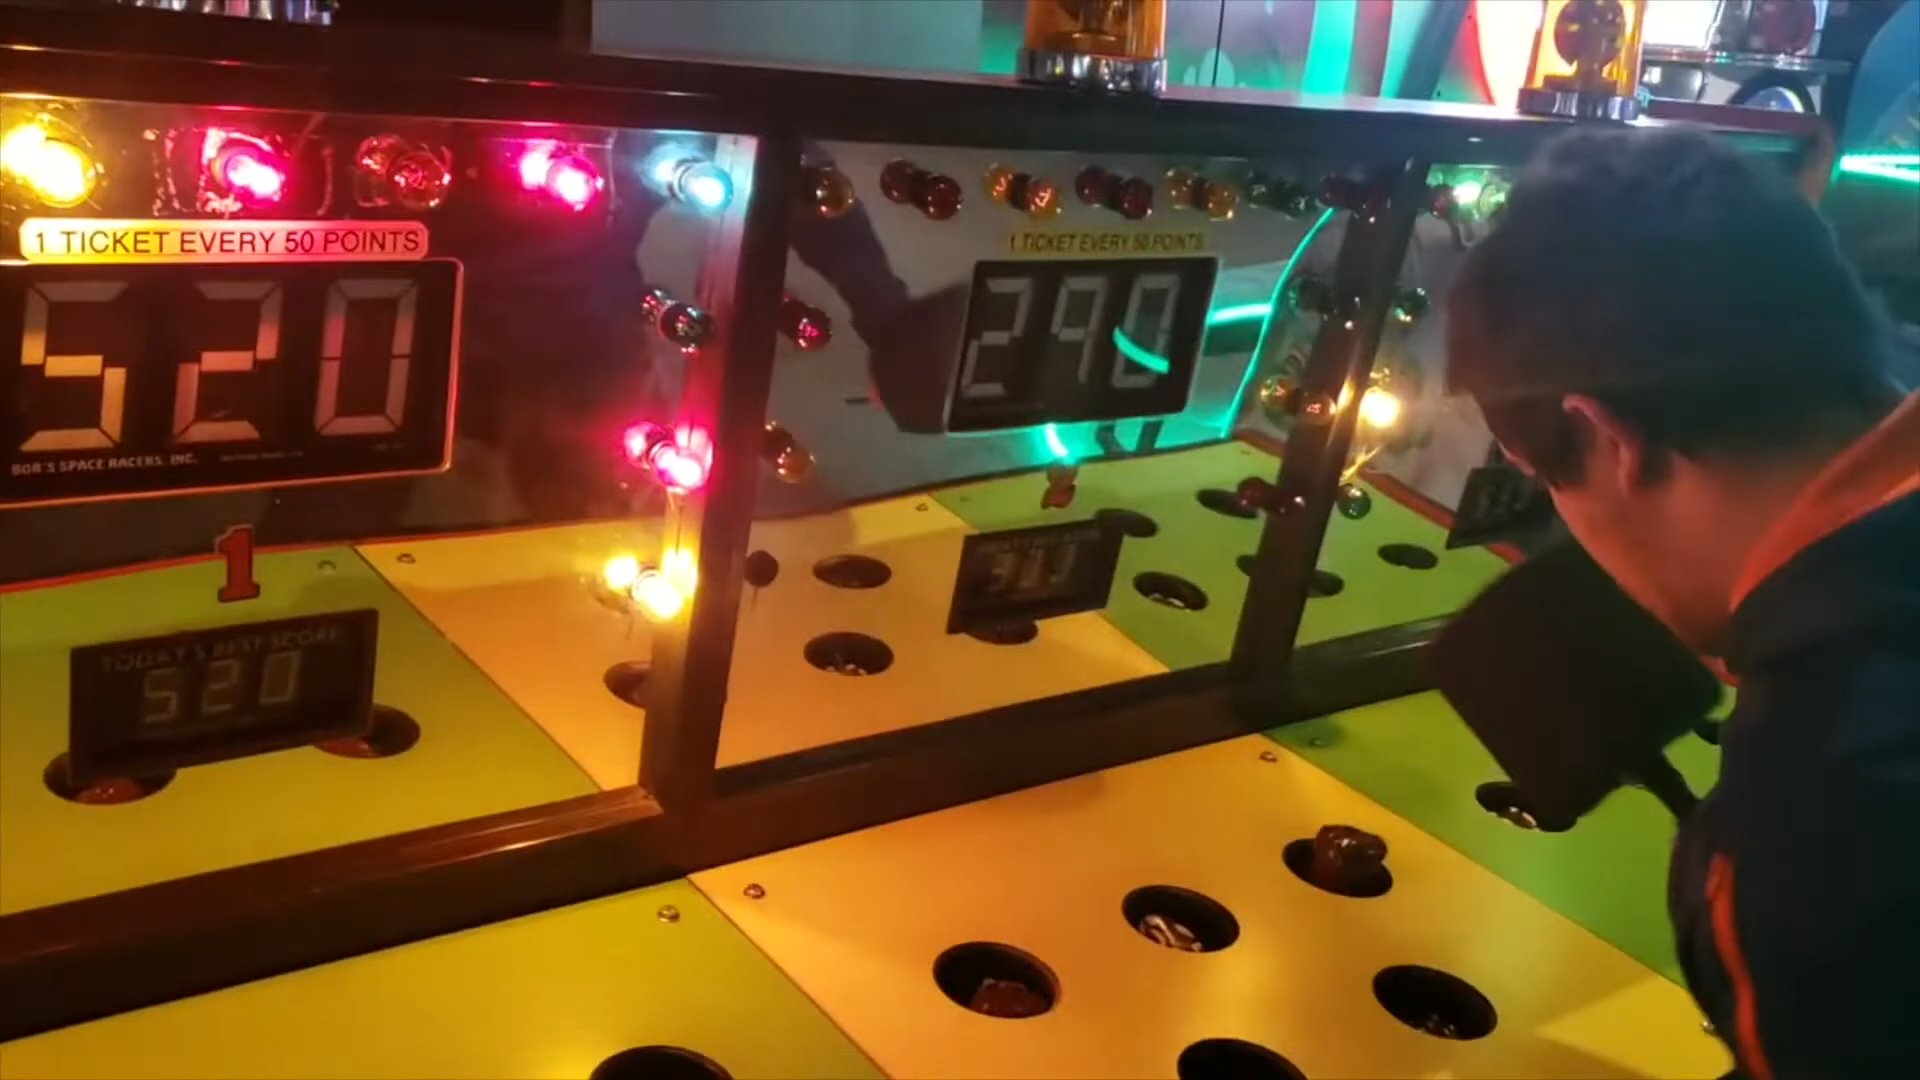 1 TICKET EVERY 50 POINTS
520
BOB'S SPACE RACERS, INC.
1
TODAY'S BEST SCORE
520
1 TICKET EVERY 50 POINTS
290